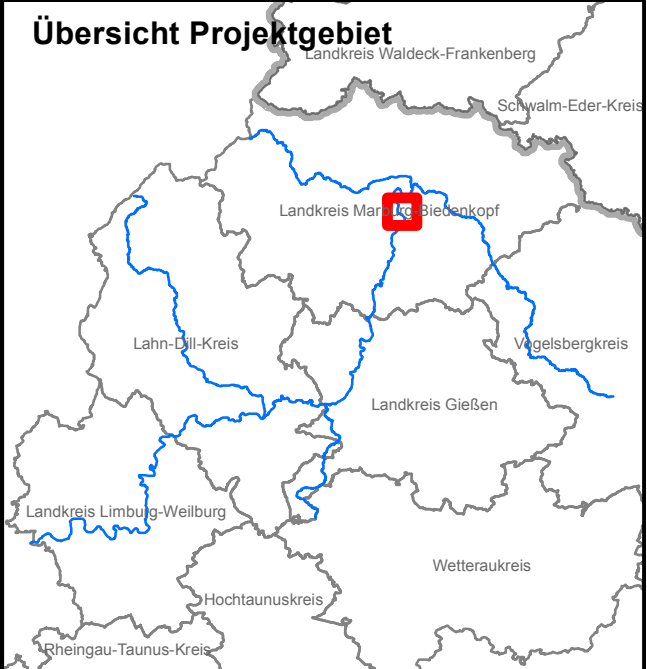 Übersicht Projektgebiet
Landkreis Waldeck-Frankenberg
Schwalm-Eder-Kreis
Landkreis Marburg-Biedenkopf
Lahn-Dill-Kreis
Vogelsbergkreis
Landkreis Gießen
Landkreis Limburg-Weilburg
Wetteraukreis
Hochtaunuskreis
Rheingau-Taunus-Kreis